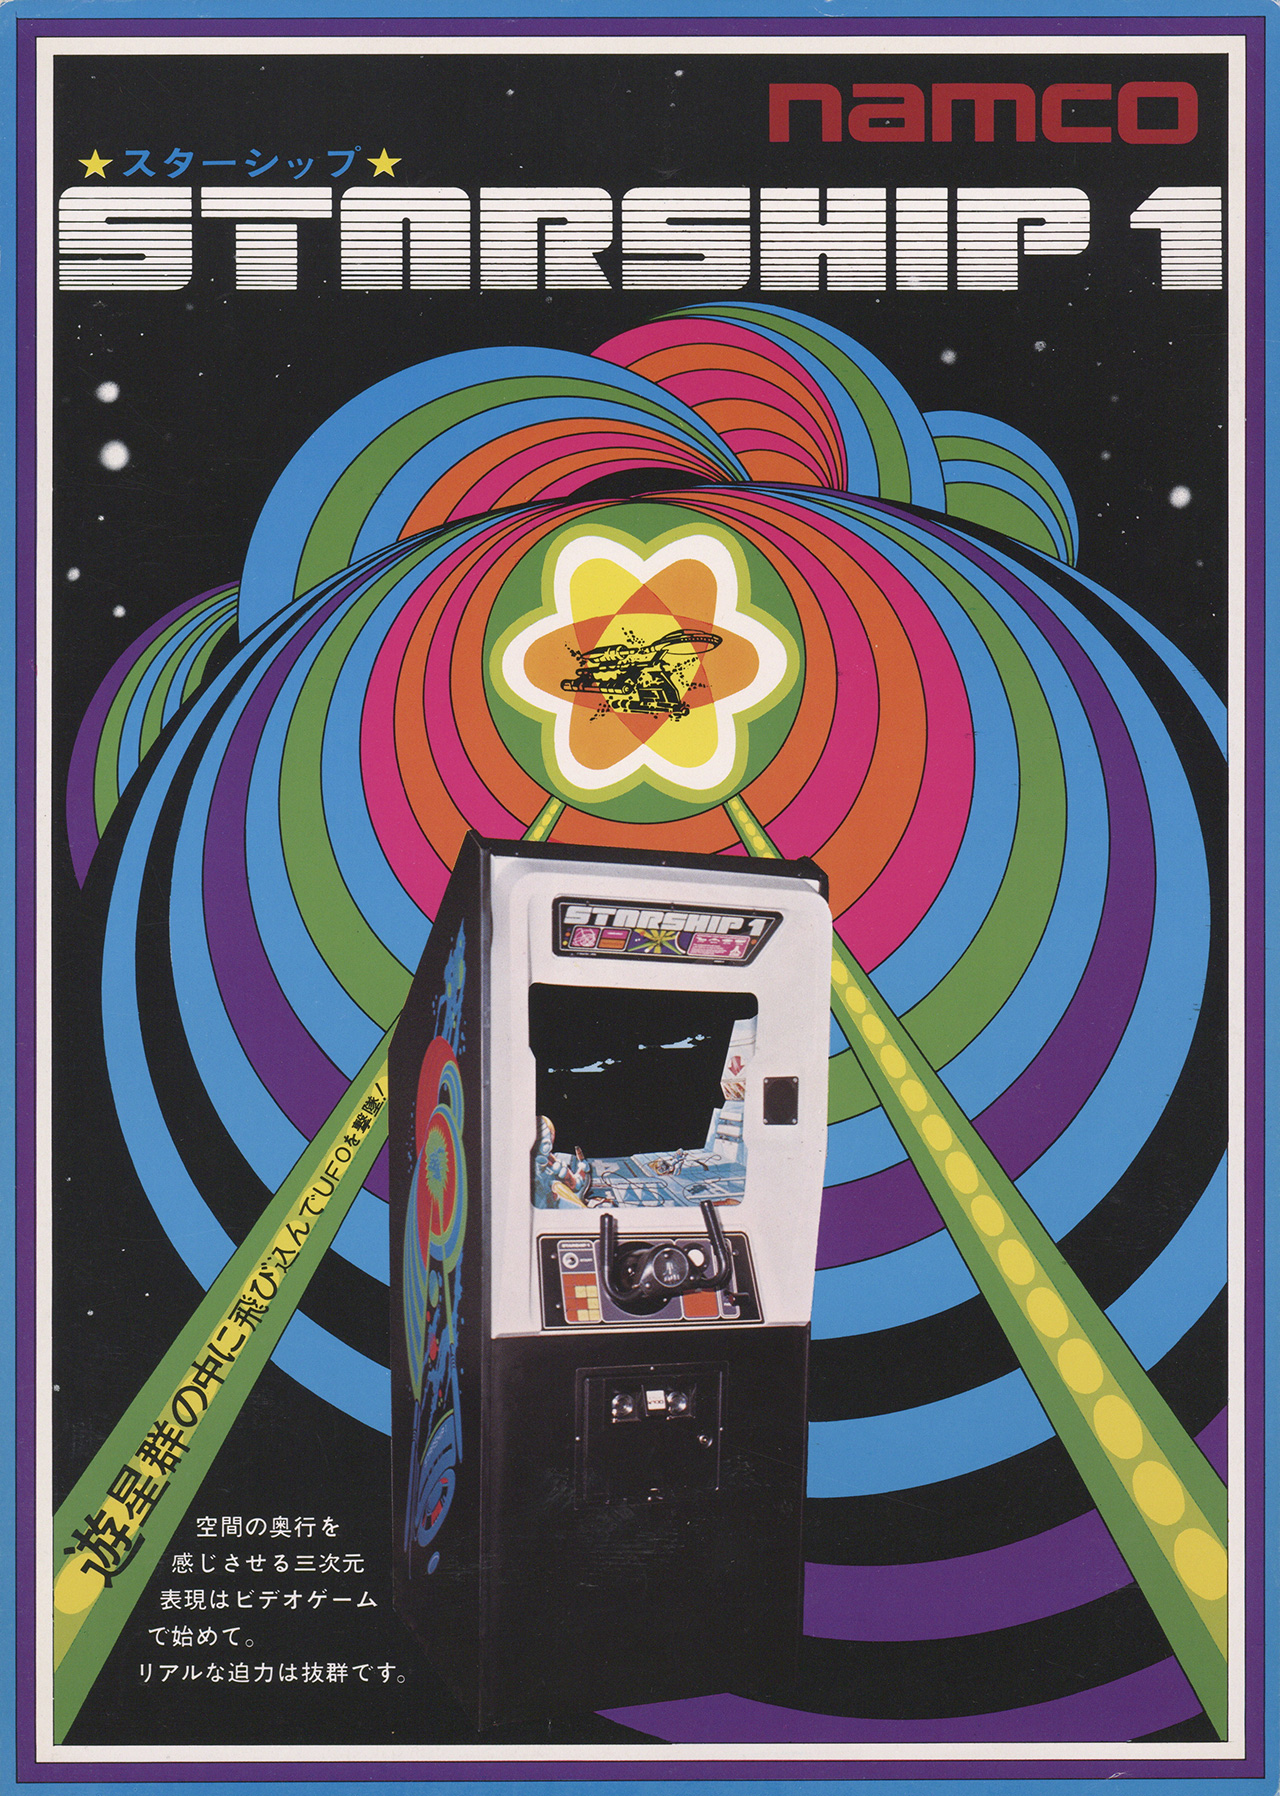 namco
★スターシップ★
STARSHIP 1
STARSHIP 1
遊星群の中に飛び込んでUFOを撃墜!
空間の奥行を
感じさせる三次元
表現はビデオゲーム
で始めて。
リアルな迫力は抜群です。